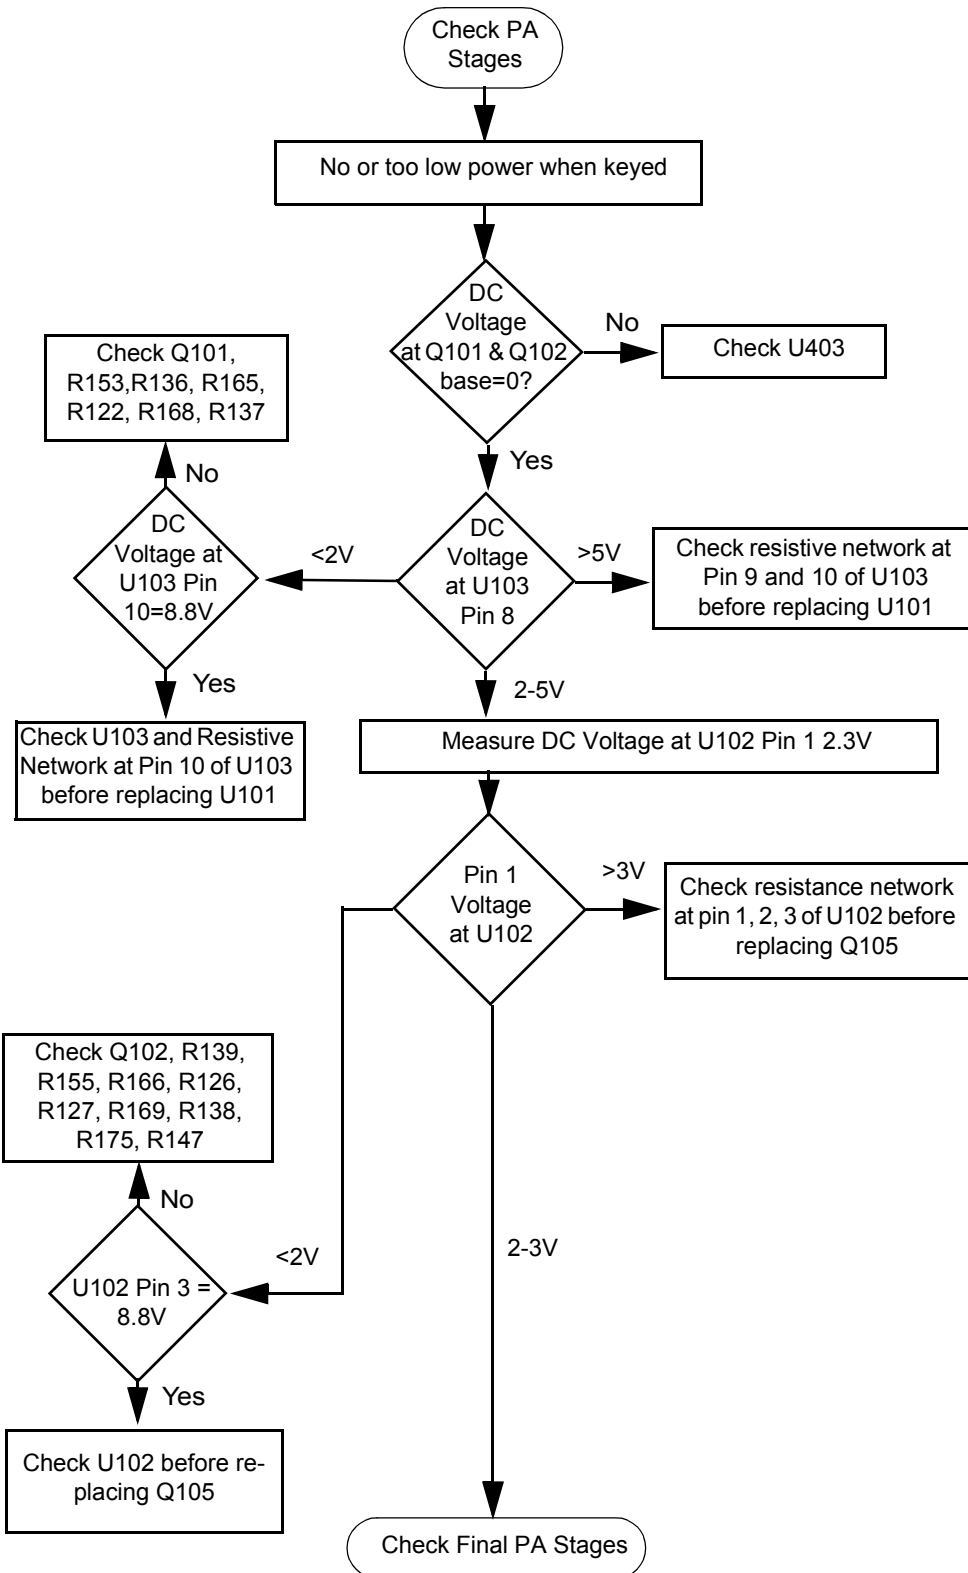 Check PA
Stages
No or too low power when keyed
DC
Voltage
at Q101 & Q102
base=0?
No
Check U403
Check Q101,
R153,R136, R165,
R122, R168, R137
No
Yes
DC
Voltage at
U103 Pin
10=8.8V
<2V
DC
Voltage
at U103
Pin 8
>5V
Check resistive network at
Pin 9 and 10 of U103
before replacing U101
Yes
2-5V
Check U103 and Resistive
Network at Pin 10 of U103
before replacing U101
Measure DC Voltage at U102 Pin 1 2.3V
Pin 1
Voltage
at U102
>3V
Check resistance network
at pin 1, 2, 3 of U102 before
replacing Q105
Check Q102, R139,
R155, R166, R126,
R127, R169, R138,
R175, R147
No
<2V
2-3V
U102 Pin 3 =
8.8V
Yes
Check U102 before re-
placing Q105
Check Final PA Stages